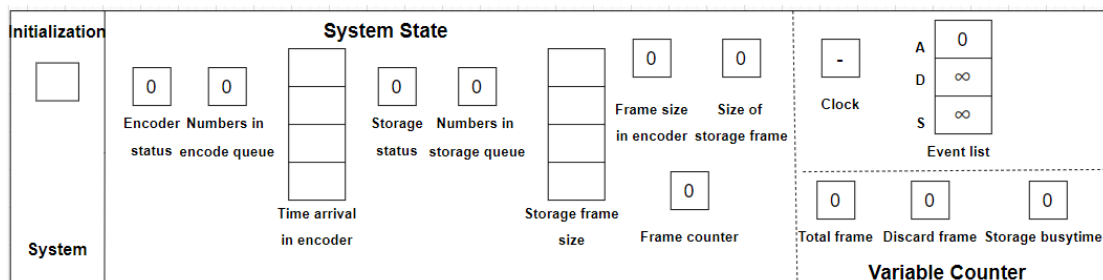 Initialization
System
System State
0
0
Encoder
status
Numbers in
encode queue
Time arrival
in encoder
0
0
Storage
status
Numbers in
storage queue
Storage frame
size
0
0
Frame size
in encoder
Size of
storage frame
0
Frame counter
-
Clock
A
0
D
∞
S
∞
Event list
0
0
0
Total frame
Discard frame
Storage busytime
Variable Counter